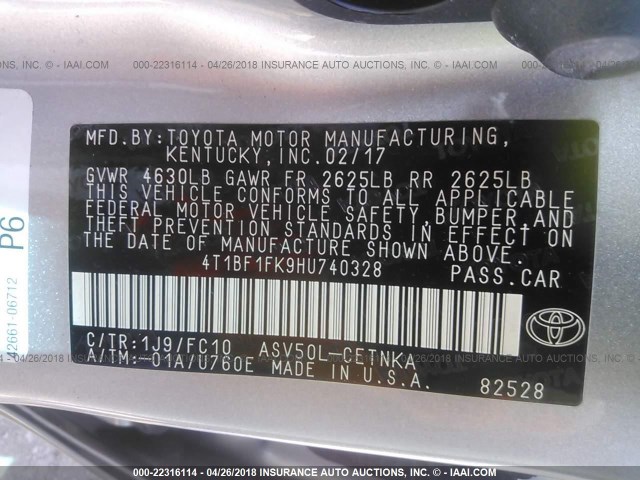 000-22316114 - 04/26/2018 INSURANCE AUTO AUCTIONS, INC. - IAAI.COM
MFD.BY:TOYOTA MOTOR MANUFACTURING,
KENTUCKY, INC. 02/17
GVWR 4630LB GAWR FR 2625LB RR 2625LB
THIS VEHICLE CONFORMS TO ALL APPLICABLE
FEDERAL MOTOR VEHICLE SAFETY, BUMPER, AND
THEFT PREVENTION STANDARDS IN EFFECT ON
THE DATE OF MANUFACTURE SHOWN ABOVE.
4T1BF1FK9HU740328 PASS.CAR
C/TR:1J9/FC10 ASV50L-CETNKA
A/TM:-01A/U760E MADE IN U.S.A. 82528
P6
42661-06712
000-22316114 - 04/26/2018 INSURANCE AUTO AUCTIONS, INC. - IAAI.COM